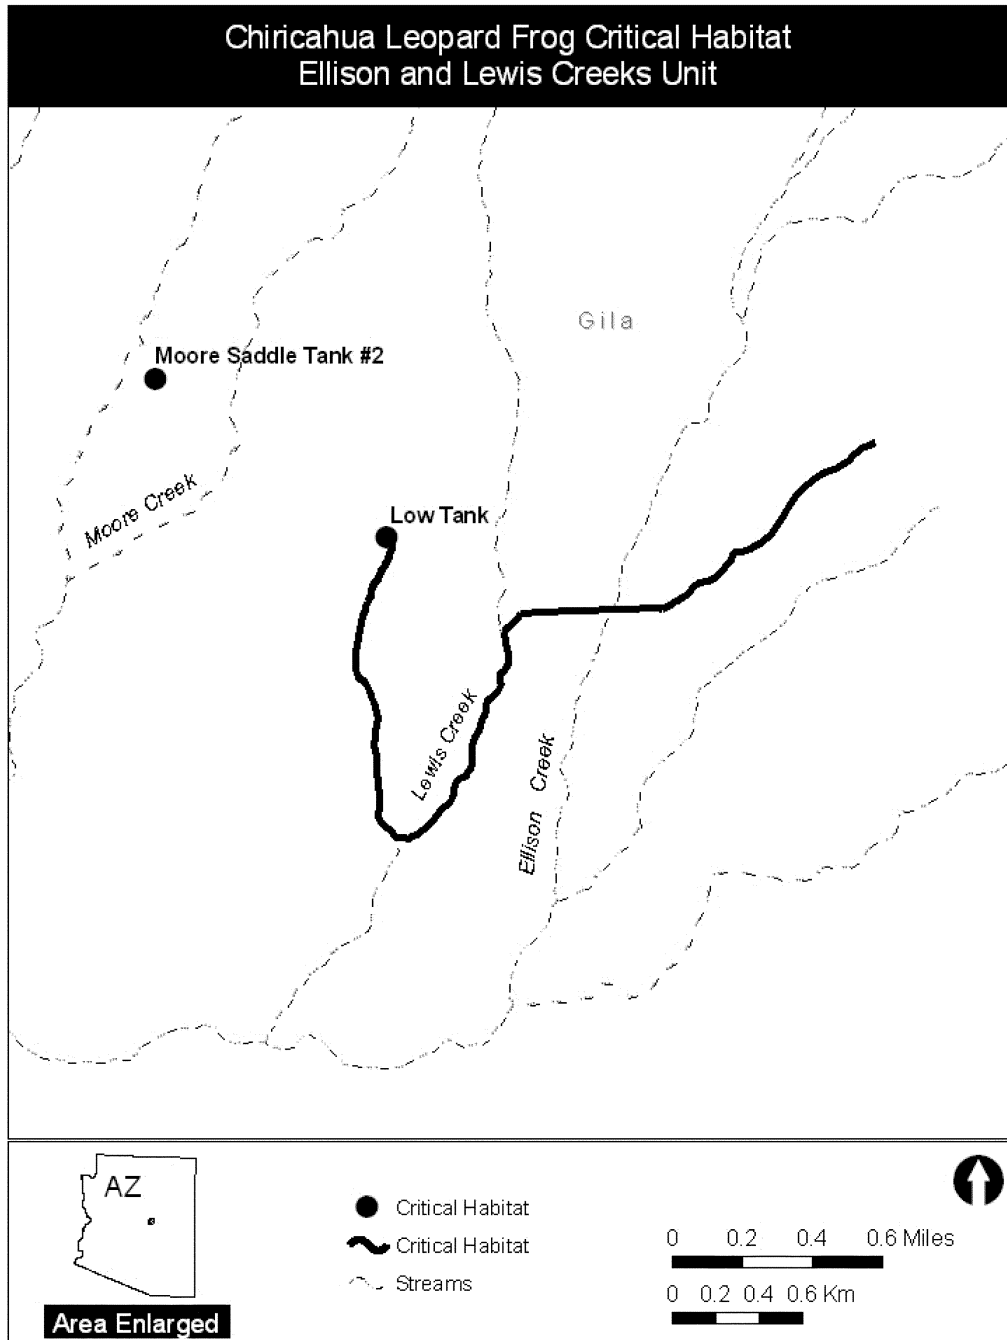 Chiricahua Leopard Frog Critical Habitat
Ellison and Lewis Creeks Unit
Gila
Moore Saddle Tank #2
Moore Creek
Low Tank
Lewis Creek
Ellison Creek
AZ
Area Enlarged
Critical Habitat
Critical Habitat
Streams
0 0.2 0.4 0.6 Miles
0 0.2 0.4 0.6 Km